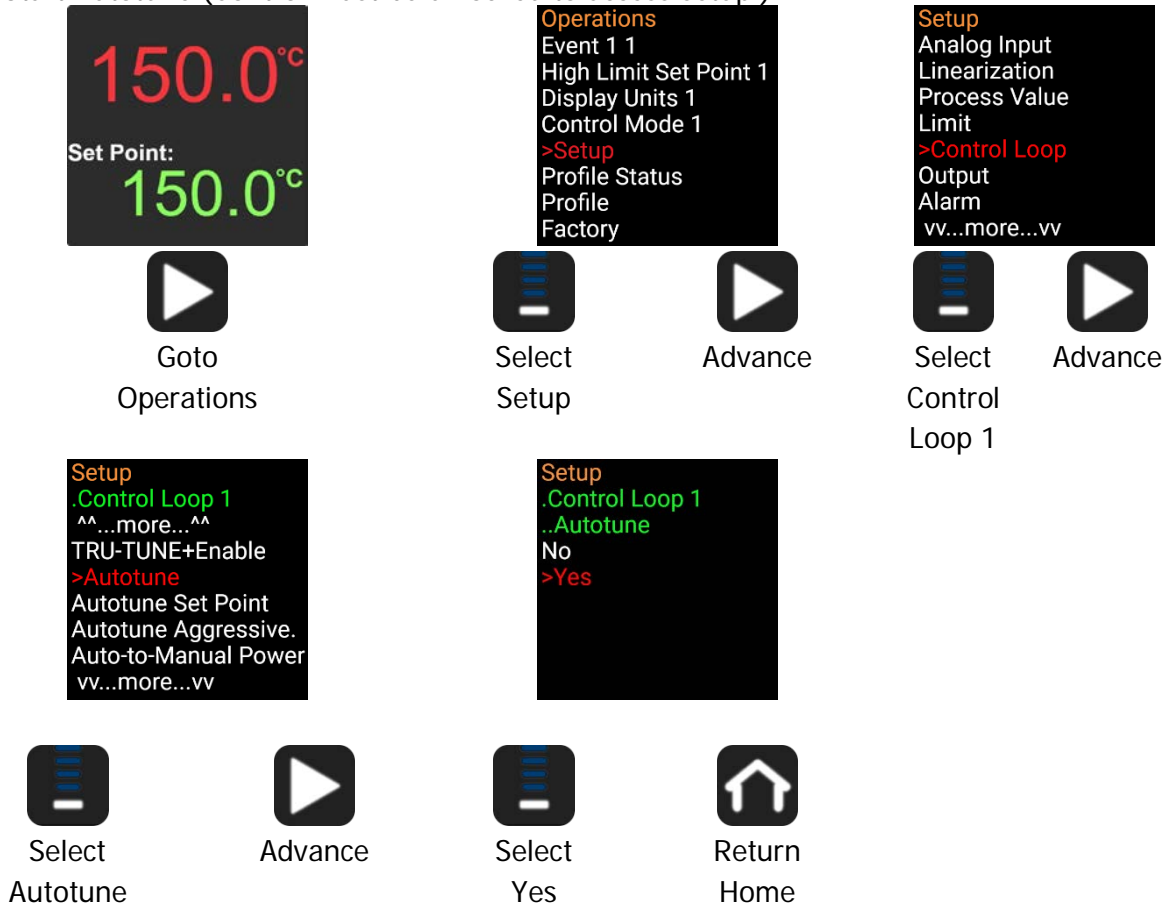 150.0°C
Set Point:
150.0°C
Operations
Event 1 1
High Limit Set Point 1
Display Units 1
Control Mode 1
>Setup
Profile Status
Profile
Factory
Setup
Analog Input
Linearization
Process Value
Limit
>Control Loop
Output
Alarm
vv...more...vv
Goto
Operations
Select
Setup
Advance
Select
Control
Loop 1
Advance
Setup
.Control Loop 1
^^...more...^^
TRU-TUNE+Enable
>Autotune
Autotune Set Point
Autotune Aggressive.
Auto-to-Manual Power
vv...more...vv
Setup
.Control Loop 1
..Autotune
No
>Yes
Select
Autotune
Advance
Select
Yes
Return
Home